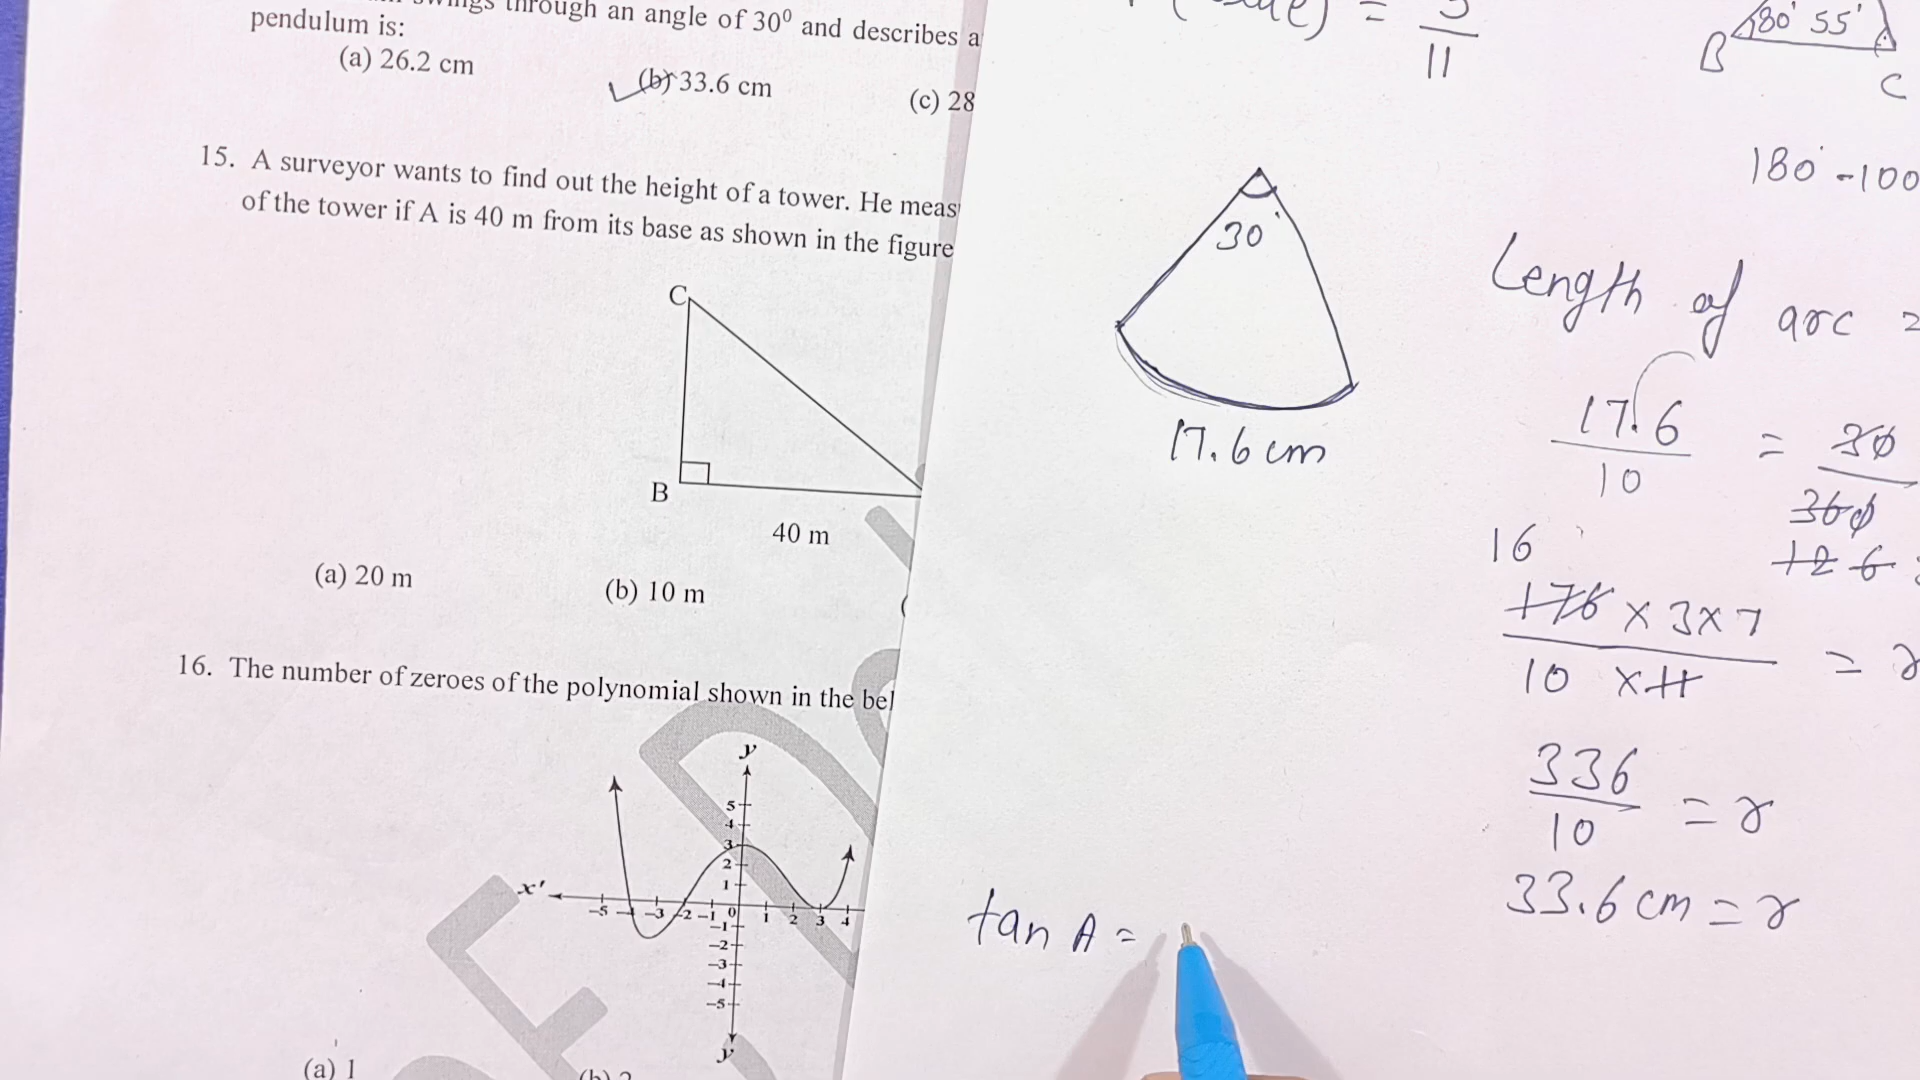 through an angle of 30⁰ and describes a
pendulum is:
(a) 26.2 cm
(b) 33.6 cm
(c) 28
15. A surveyor wants to find out the height of a tower. He meas
of the tower if A is 40 m from its base as shown in the figure
C
B
40 m
(a) 20 m
(b) 10 m
16. The number of zeroes of the polynomial shown in the bel
y
5
4
3
2
1
x'
-5 -3 -2 -1 0 1 2 3 4
-1
-2
-3
-4
-5
(a) 1
= 
11
80° 55'
B
C
180° -100
30°
17.6 cm
Length of arc =
17.6
10
= 30
360
12 6
16
176 x 3 x 7
10 x 11
= r
336
10
= r
33.6 cm = r
tan A =